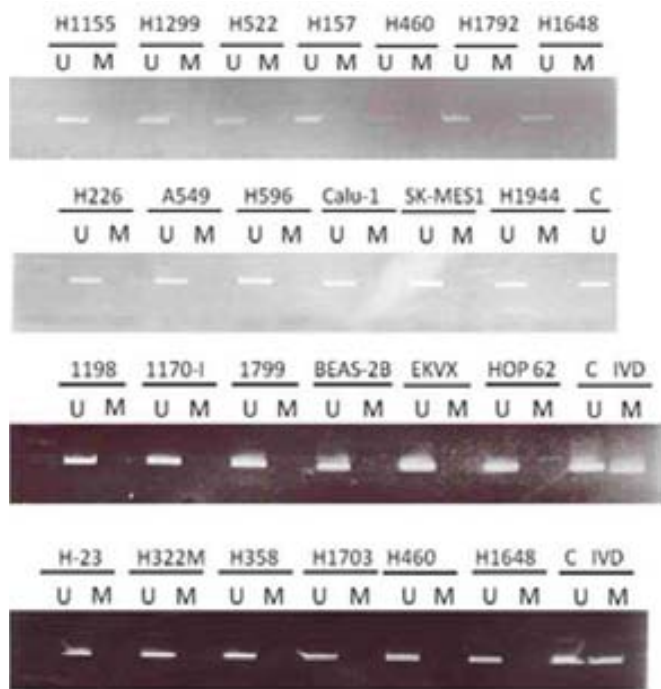 H1155 H1299 H522 H157 H460 H1792 H1648
U M U M U M U M U M U M U M
H226 A549 H596 Calu-1 SK-MES1 H1944 C
U M U M U M U M U M U M U
1198 1170-I 1799 BEAS-2B EKVX HOP 62 C IVD
U M U M U M U M U M U M U M
H-23 H322M H358 H1703 H460 H1648 C IVD
U M U M U M U M U M U M U M